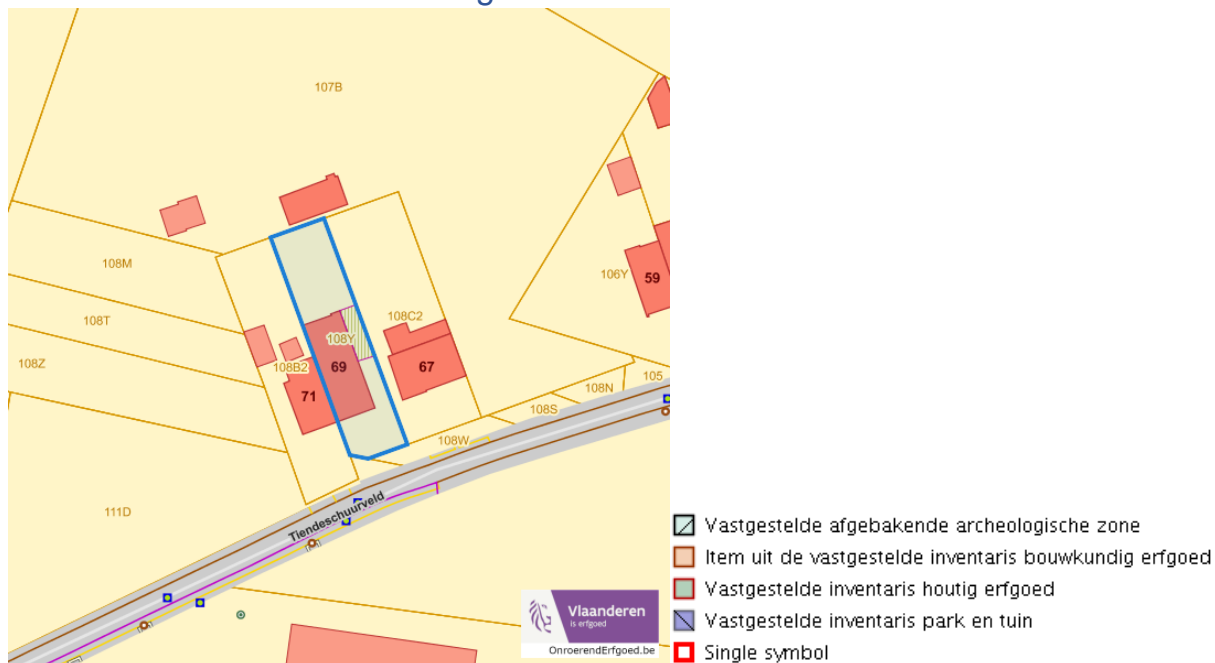 107B
108M
108T
108Z
108Y
108C2
108B2
69
71
67
106Y
59
105
108N
108S
108W
111D
Tiendeschuurveld
Vlaanderen
is erfgoed
OnroerendErfgoed.be
Vastgestelde afgebakende archeologische zone
Item uit de vastgestelde inventaris bouwkundig erfgoed
Vastgestelde inventaris houtig erfgoed
Vastgestelde inventaris park en tuin
Single symbol